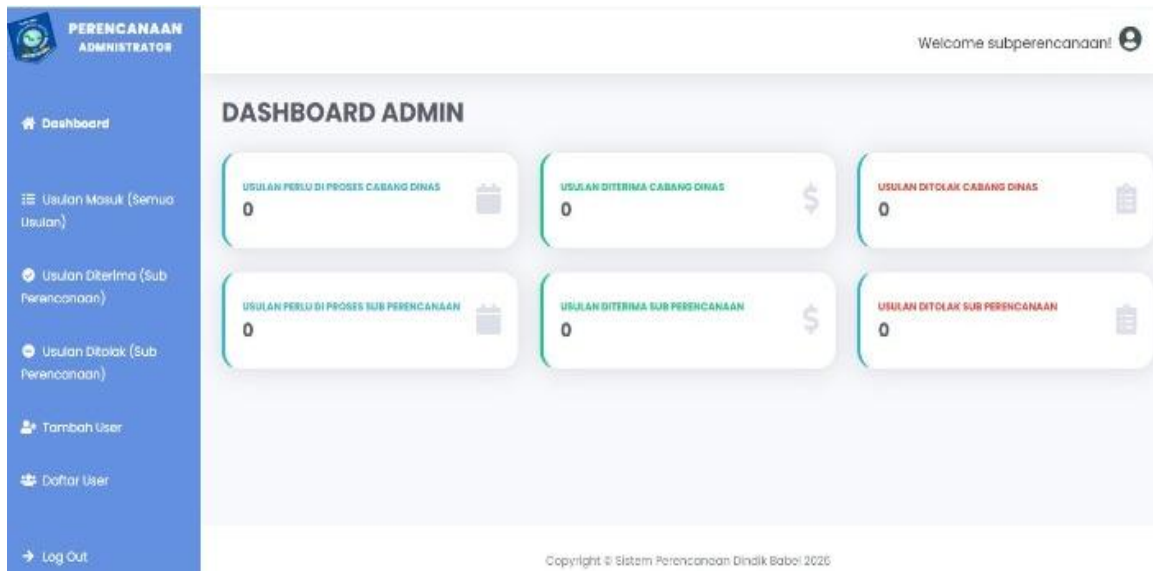 PERENCANAAN
ADMNISTRATOR
Welcome subperencanaan!
Dashboard
Usulan Masuk (Semua
Usulan)
Usulan Diterima (Sub
Perencanaan)
Usulan Ditolak (Sub
Perencanaan)
Tambah User
Daftar User
Log Out
DASHBOARD ADMIN
USULAN PERLU DI PROSES CABANG DINAS
0
USULAN DITERIMA CABANG DINAS
0
USULAN DITOLAK CABANG DINAS
0
USULAN PERLU DI PROSES SUB PERENCANAAN
0
USULAN DITERIMA SUB PERENCANAAN
0
USULAN DITOLAK SUB PERENCANAAN
0
Copyright © Sistem Perencanaan Dindik Babel 2026